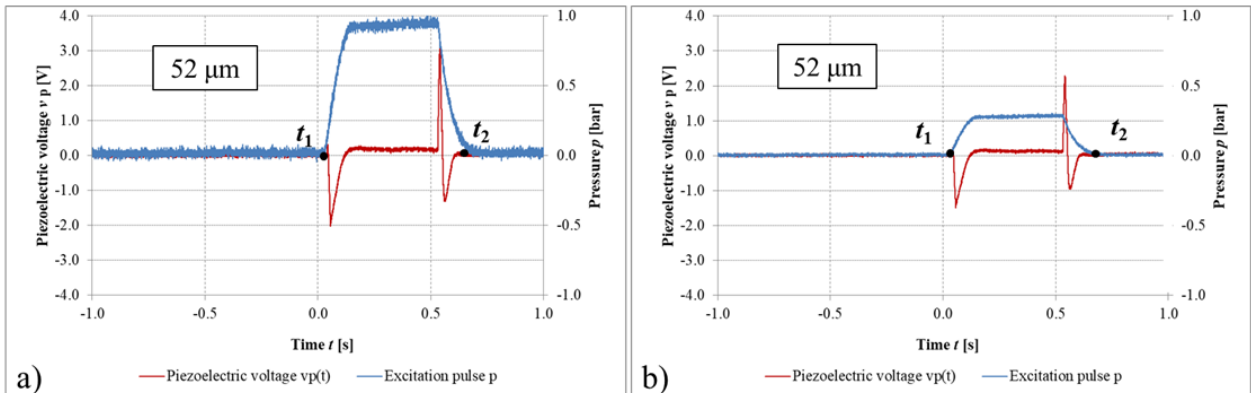 4.0
3.0
2.0
1.0
0.0
-1.0
-2.0
-3.0
-4.0
Piezoelectric voltage v p [V]
52 μm
t1
t2
1.0
0.5
0.0
-0.5
-1.0
Pressure p [bar]
-1.0 -0.5 0.0 0.5 1.0
Time t [s]
Piezoelectric voltage vp(t) Excitation pulse p
a)
4.0
3.0
2.0
1.0
0.0
-1.0
-2.0
-3.0
-4.0
Piezoelectric voltage v p [V]
52 μm
t1
t2
1.0
0.5
0.0
-0.5
-1.0
Pressure p [bar]
-1.0 -0.5 0.0 0.5 1.0
Time t [s]
Piezoelectric voltage vp(t) Excitation pulse p
b)